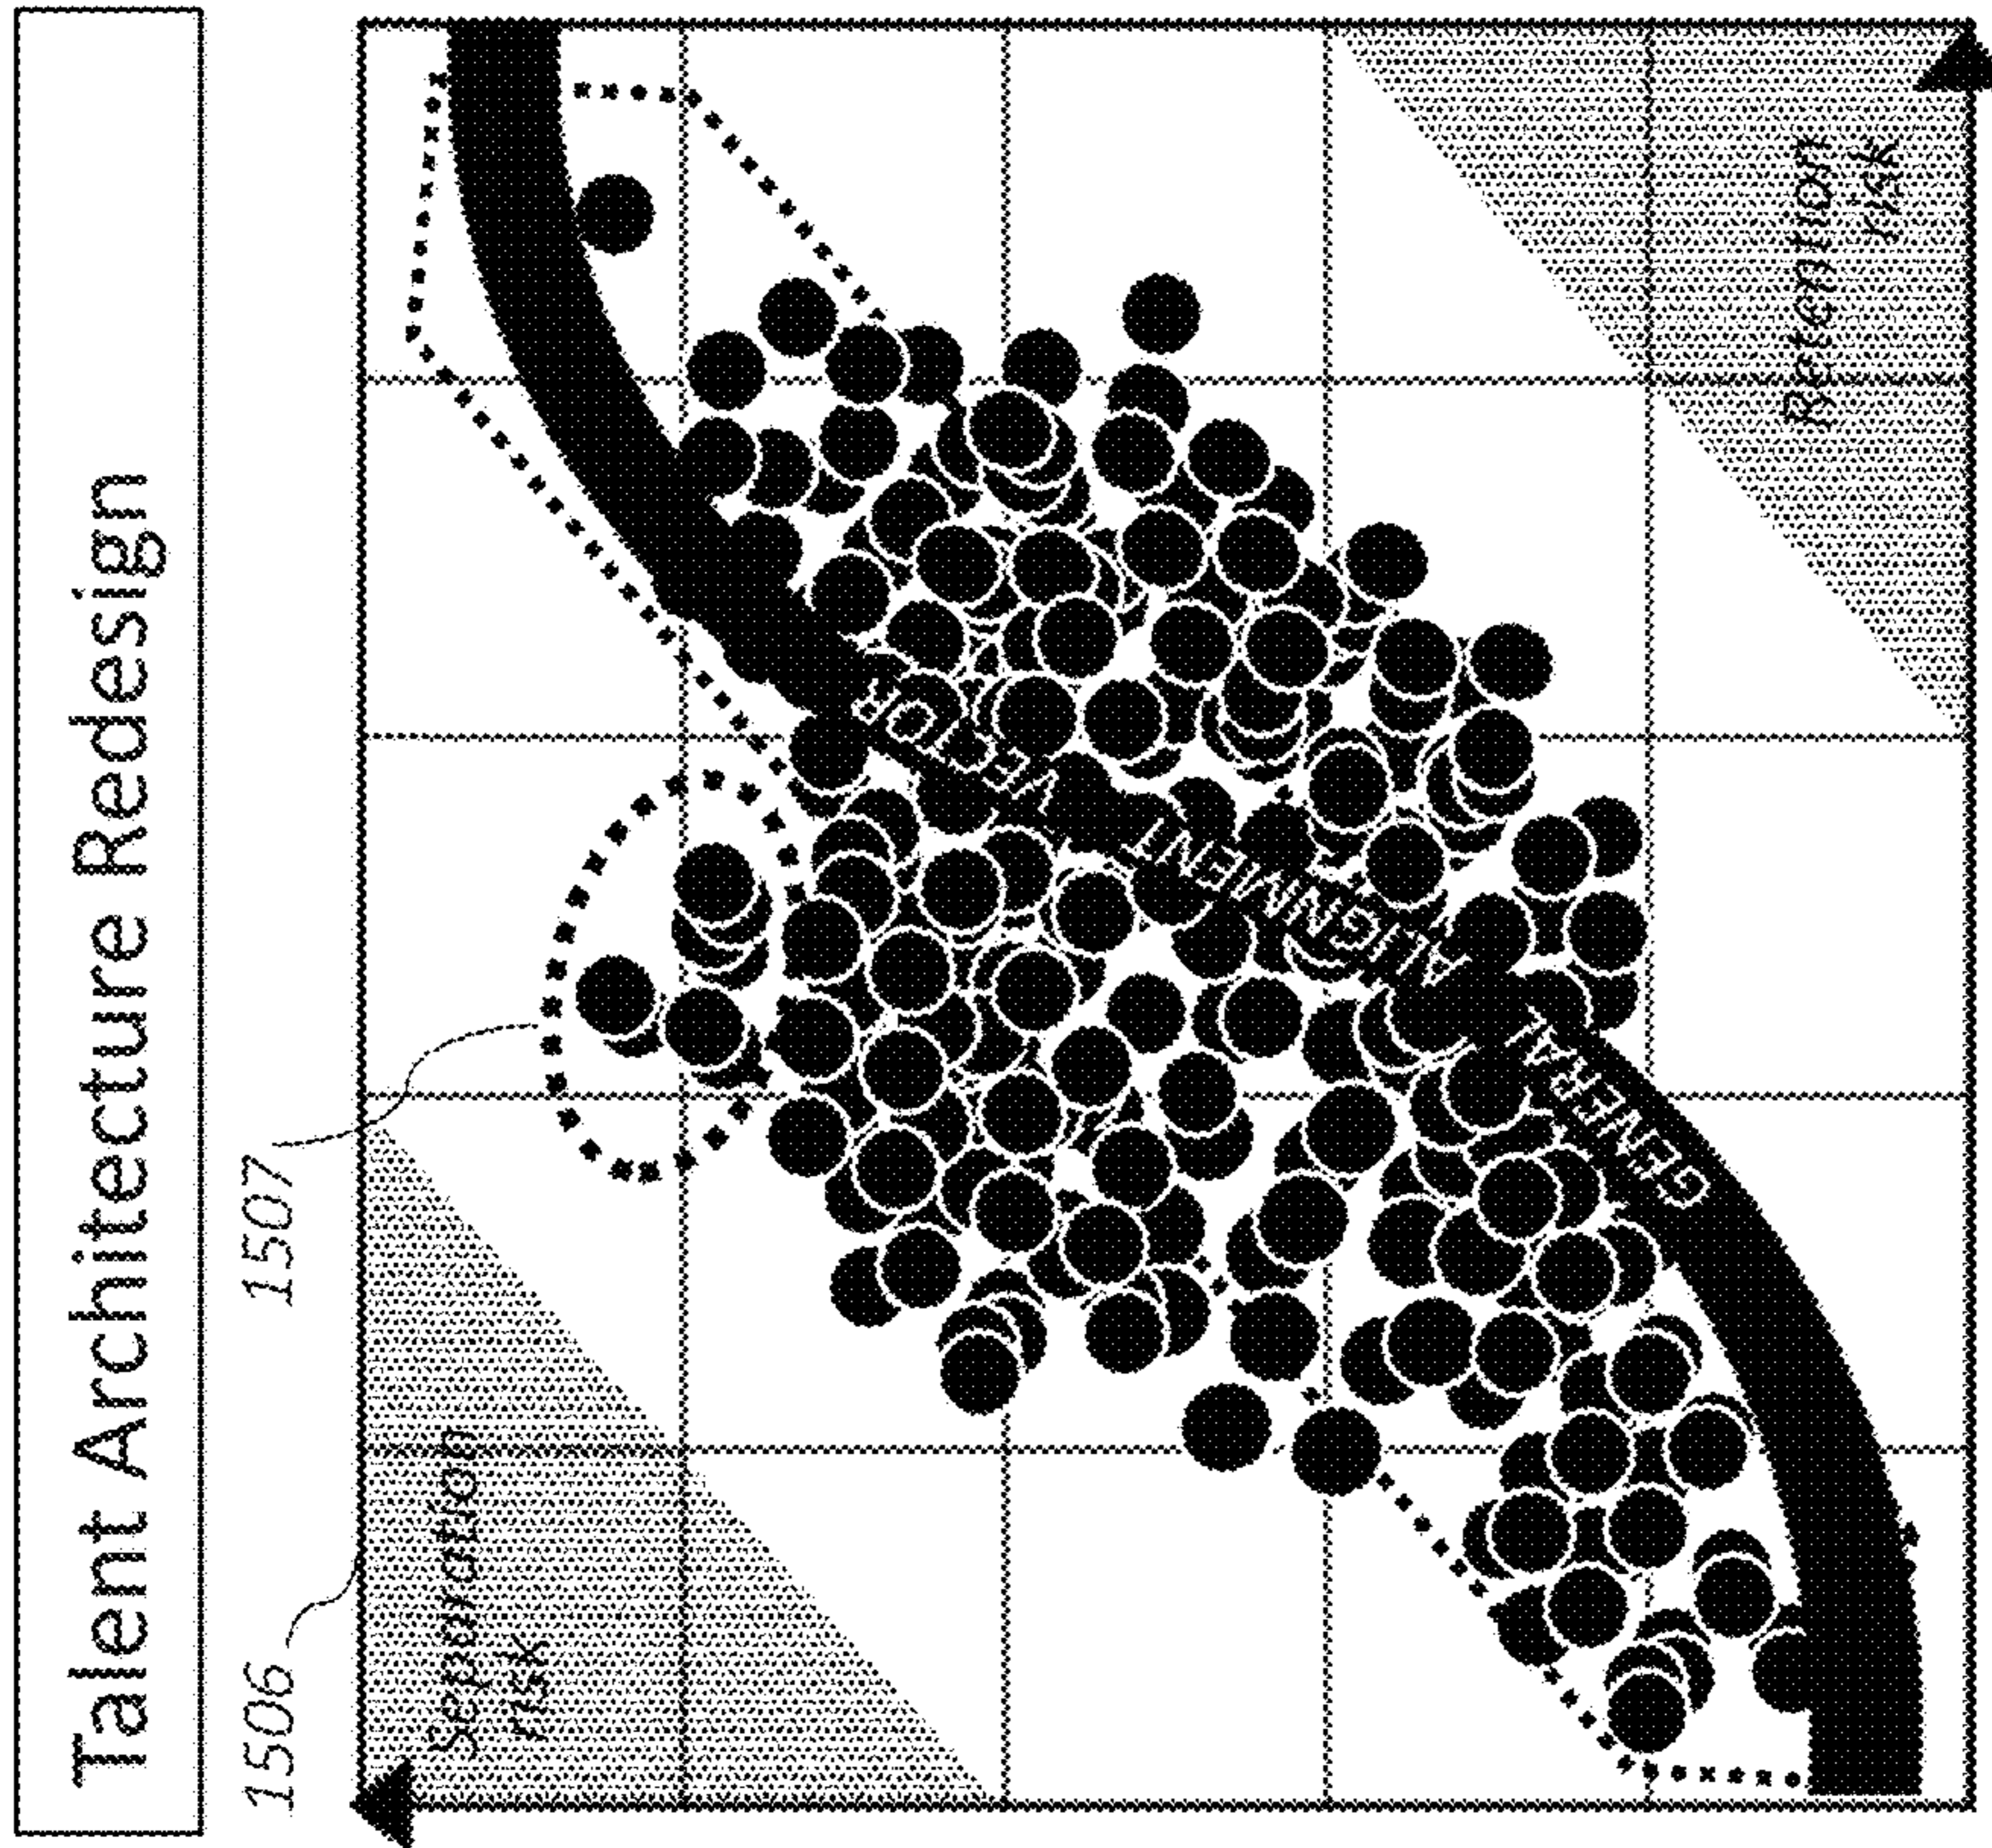 Talent Architecture Redesign
1506
1507
Separation
risk
GENERAL ALIGNMENT VECTOR
Retention
risk